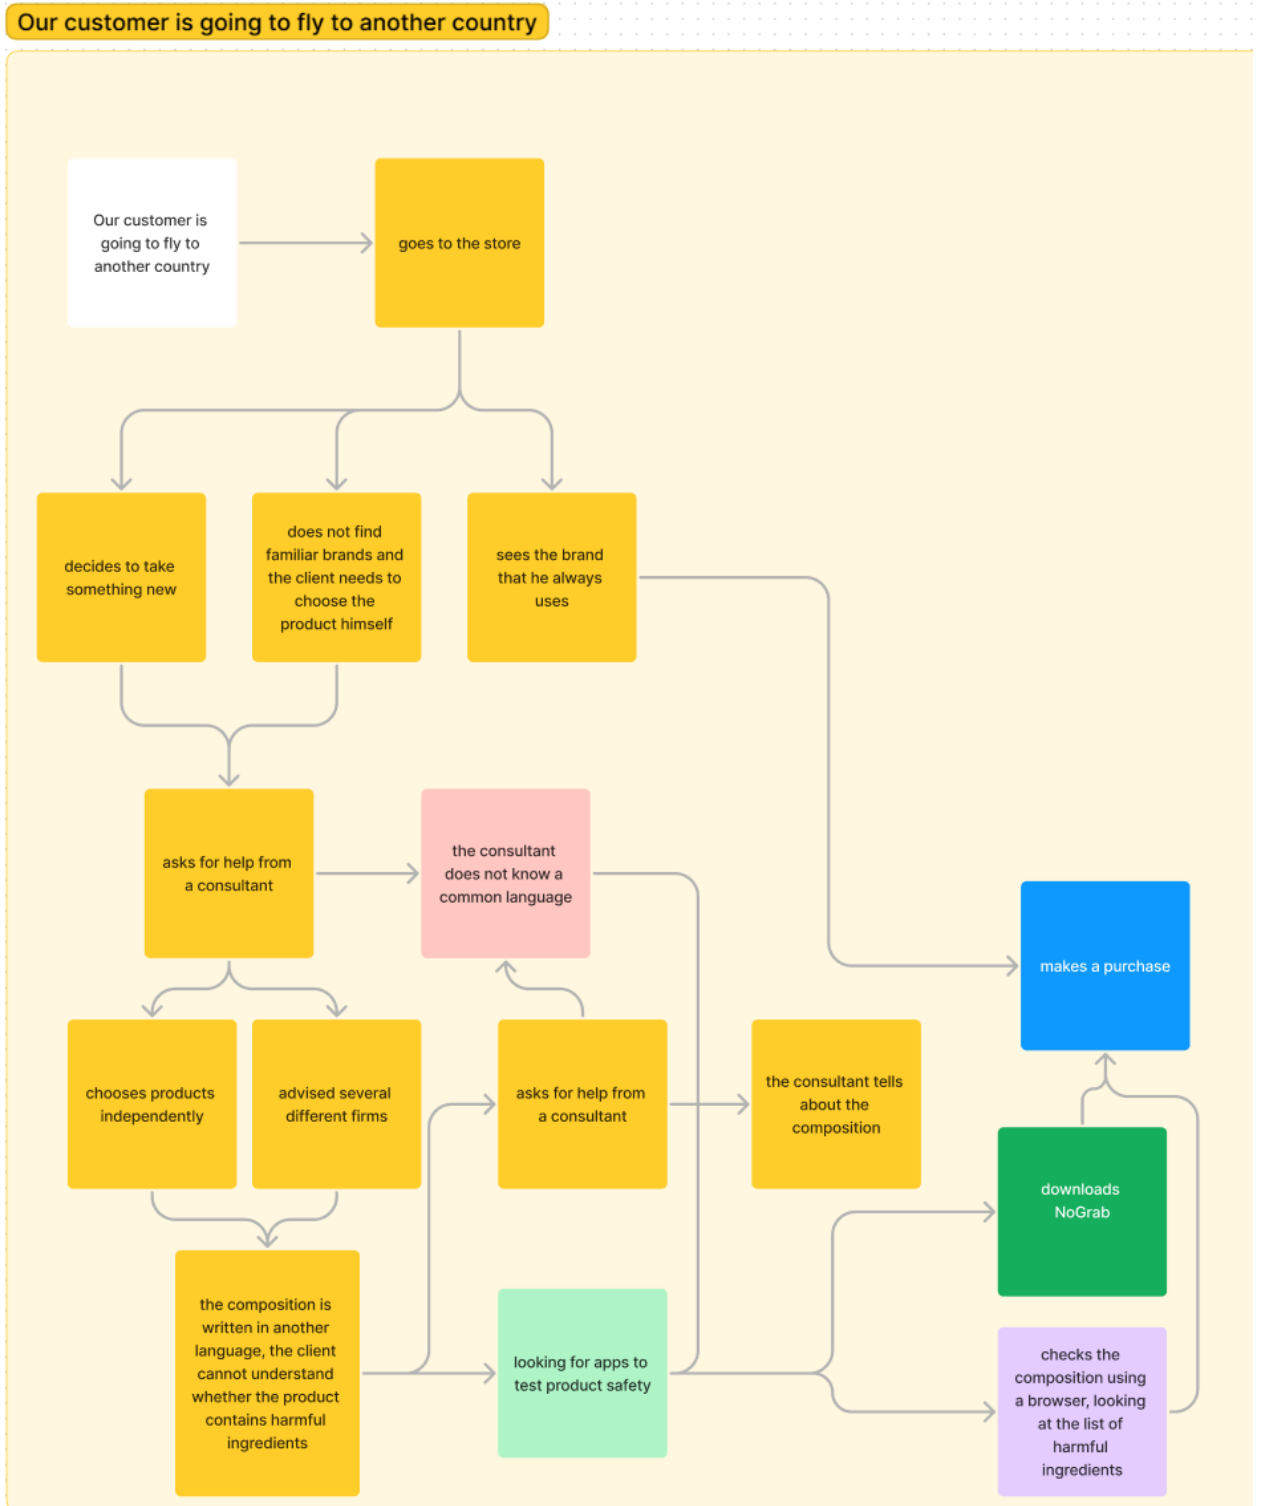 Our customer is going to fly to another country
Our customer is
going to fly to
another country
goes to the store
decides to take
something new
does not find
familiar brands and
the client needs to
choose the
product himself
sees the brand
that he always
uses
asks for help from
a consultant
the consultant
does not know a
common language
makes a purchase
chooses products
independently
advised several
different firms
asks for help from
a consultant
the consultant tells
about the
composition
downloads
NoGrab
the composition is
written in another
language, the client
cannot understand
whether the product
contains harmful
ingredients
looking for apps to
test product safety
checks the
composition using
a browser, looking
at the list of
harmful
ingredients